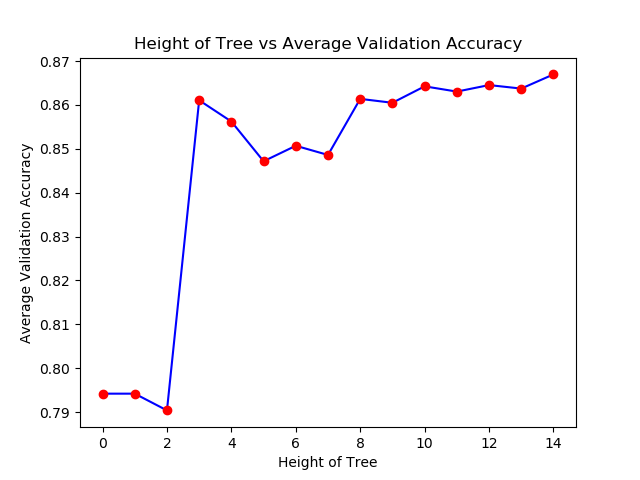 Height of Tree vs Average Validation Accuracy
0.87
0.86
0.85
0.84
0.83
0.82
0.81
0.80
0.79
Average Validation Accuracy
0 2 4 6 8 10 12 14
Height of Tree